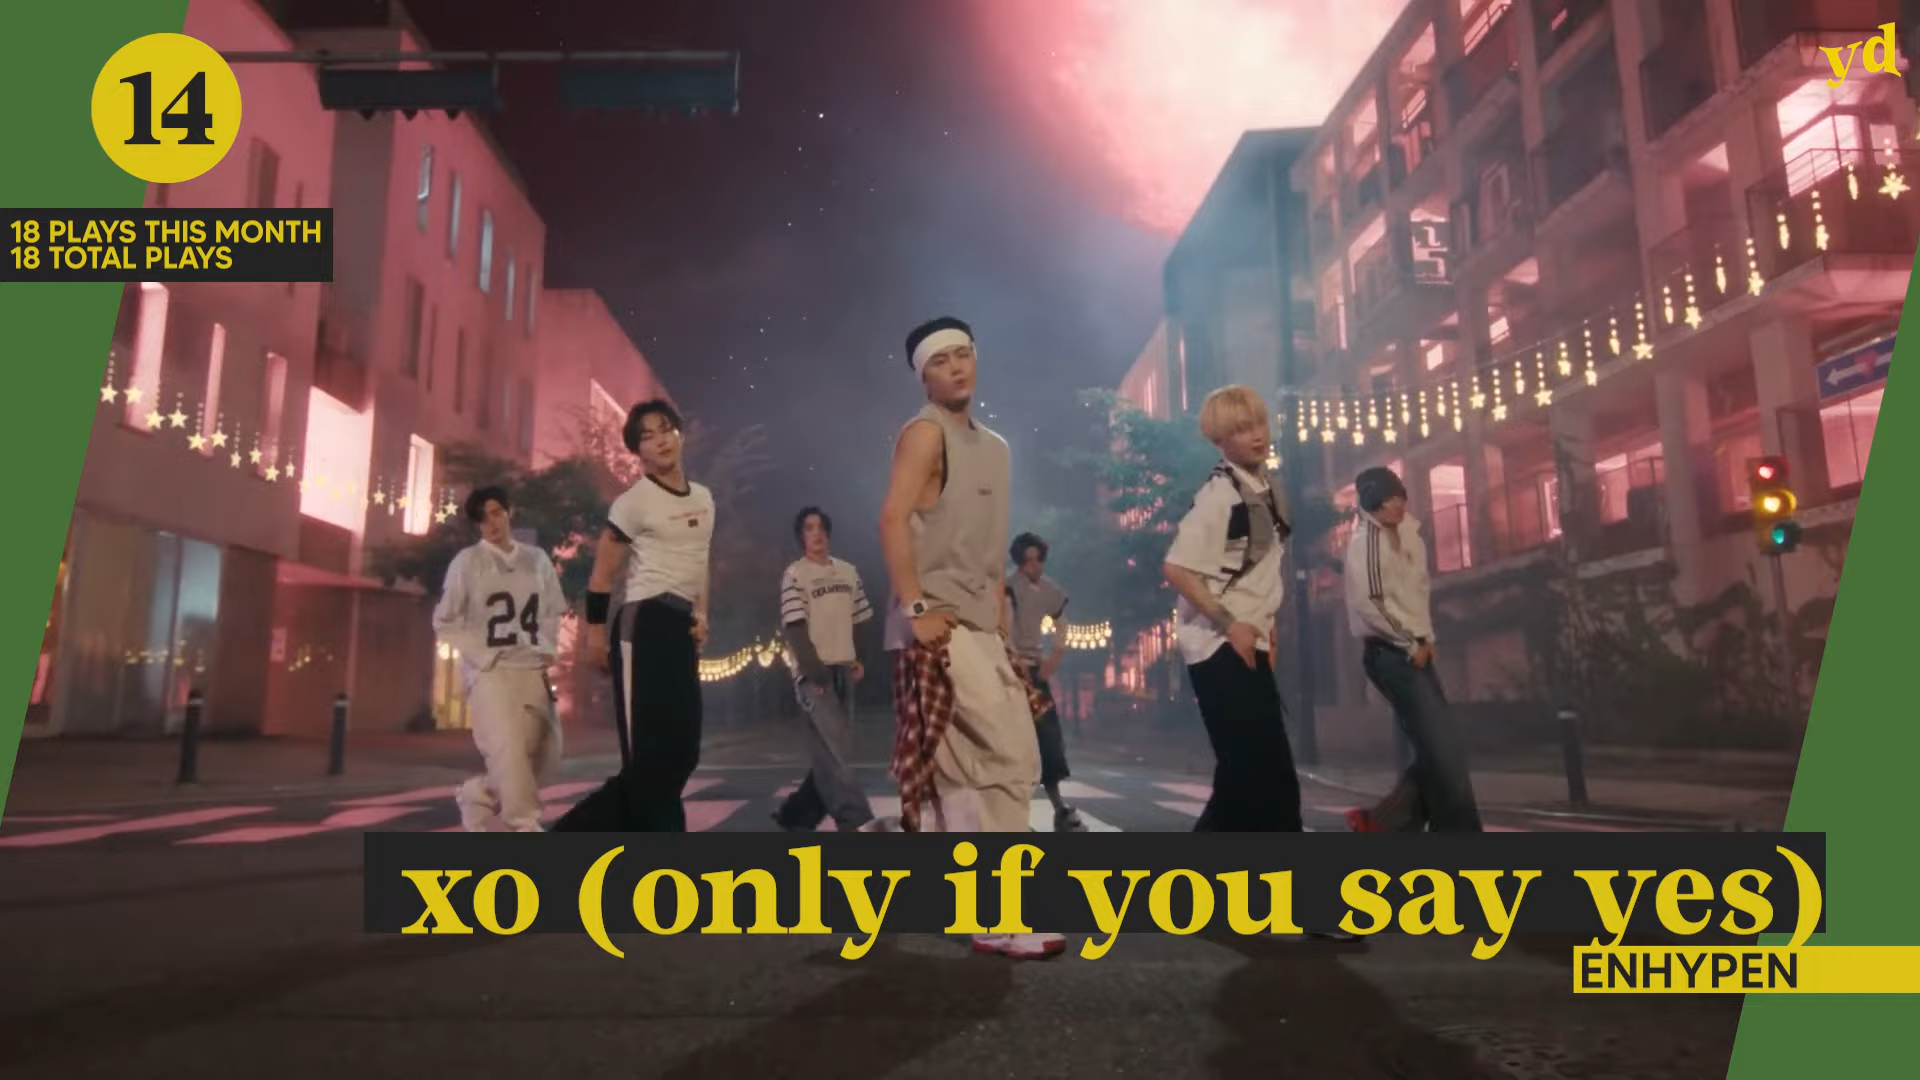 14
yd
18 PLAYS THIS MONTH
18 TOTAL PLAYS
24
xo (only if you say yes)
ENHYPEN